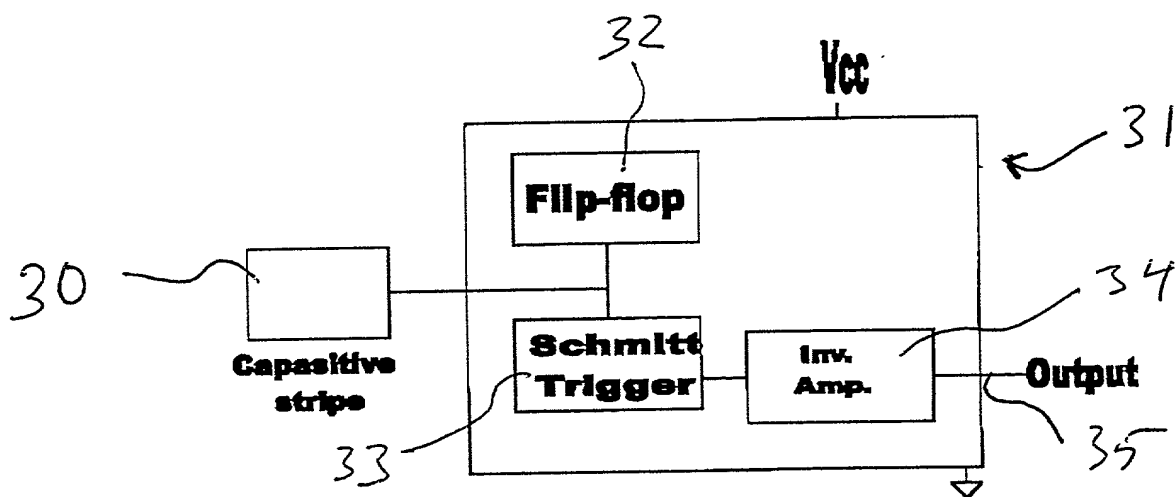 32
Vcc
31
Flip-flop
30
34
Schmitt
Trigger
Inv.
Amp.
Output
Capasitive
stripe
33
35